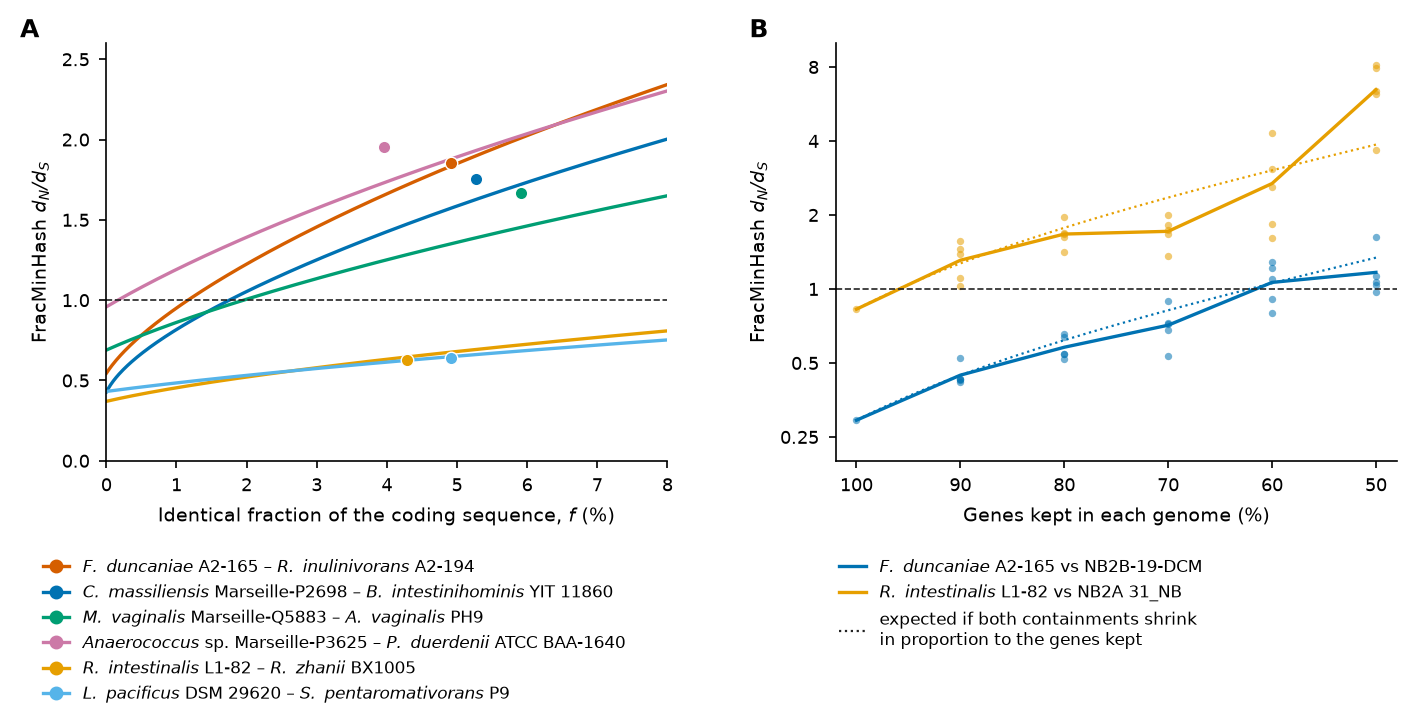 A
FracMinHash dN/dS
2.5
2.0
1.5
1.0
0.5
0.0
0 1 2 3 4 5 6 7 8
Identical fraction of the coding sequence, f (%)
F. duncaniae A2-165 – R. inulinivorans A2-194
C. massiliensis Marseille-P2698 – B. intestinihominis YIT 11860
M. vaginalis Marseille-Q5883 – A. vaginalis PH9
Anaerococcus sp. Marseille-P3625 – P. duerdenii ATCC BAA-1640
R. intestinalis L1-82 – R. zhanii BX1005
L. pacificus DSM 29620 – S. pentaromativorans P9
B
FracMinHash dN/dS
8
4
2
1
0.5
0.25
100 90 80 70 60 50
Genes kept in each genome (%)
F. duncaniae A2-165 vs NB2B-19-DCM
R. intestinalis L1-82 vs NB2A 31_NB
expected if both containments shrink
in proportion to the genes kept